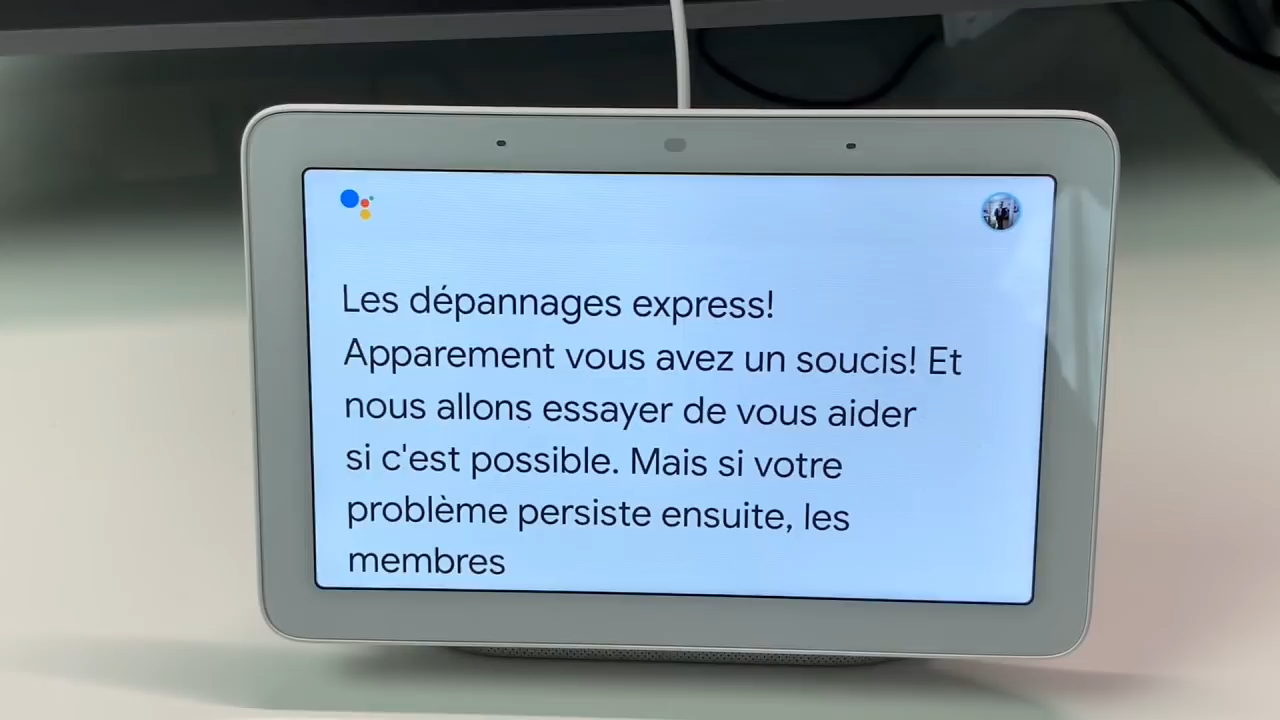 Les dépannages express!
Apparement vous avez un soucis! Et
nous allons essayer de vous aider
si c'est possible. Mais si votre
problème persiste ensuite, les
membres